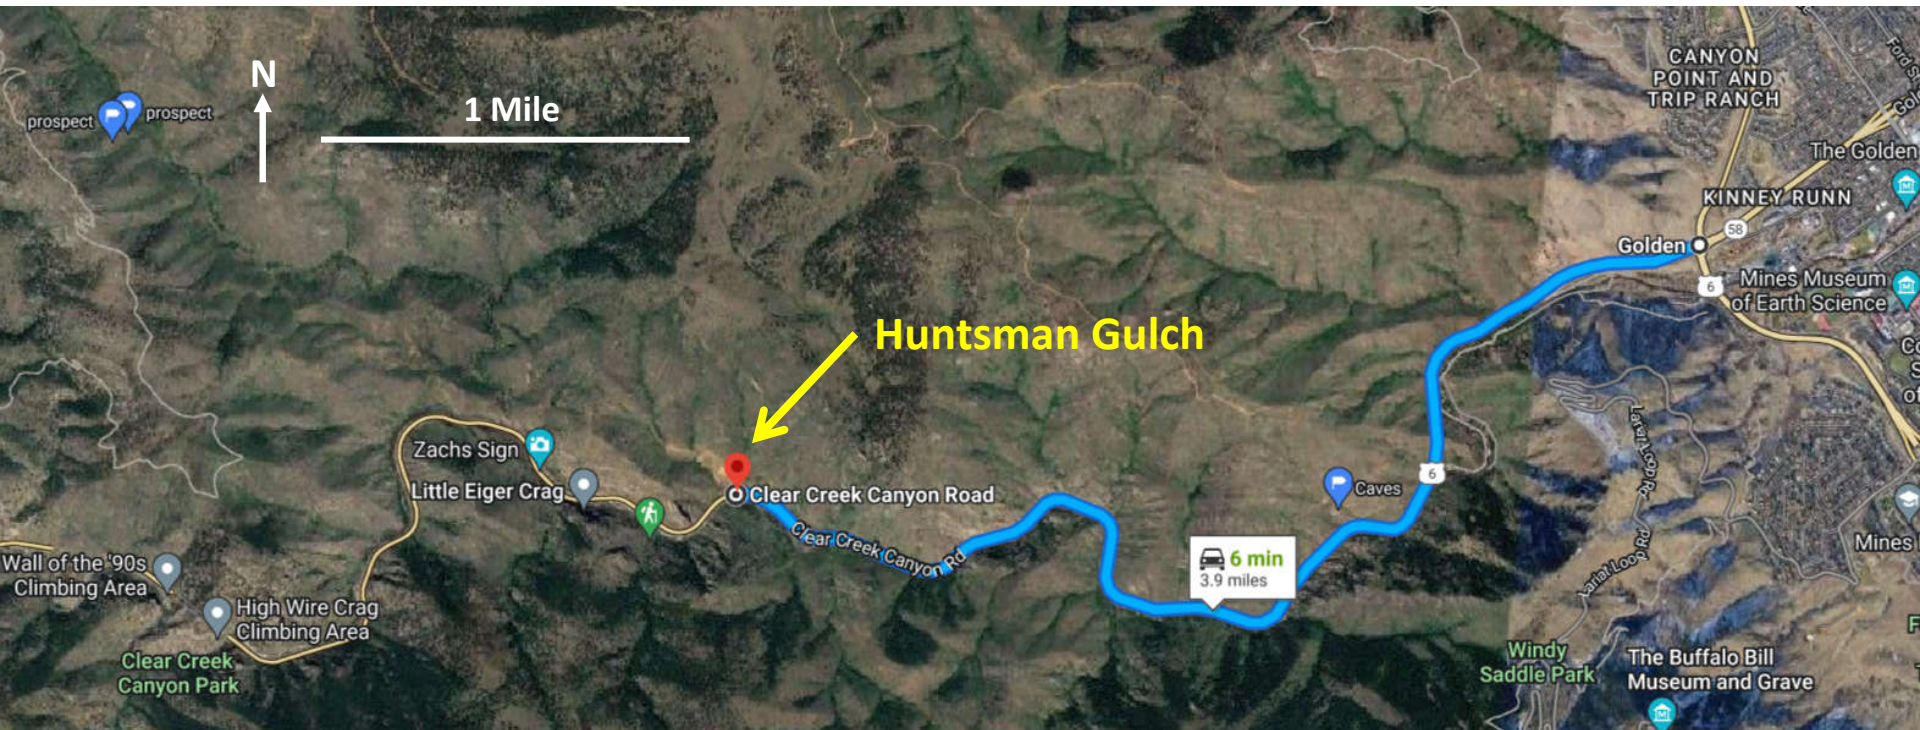 CANYON
POINT AND
TRIP RANCH
Ford St
Gold
N
1 Mile
prospect
prospect
The Golden
KINNEY RUNN
58
Golden
6
Mines Museum
of Earth Science
Huntsman Gulch
Zachs Sign
Little Eiger Crag
Clear Creek Canyon Road
Clear Creek Canyon Rd
6
Caves
Lariat Loop Rd
Lariat Loop Rd
6 min
3.9 miles
Mines
Wall of the '90s
Climbing Area
High Wire Crag
Climbing Area
Clear Creek
Canyon Park
Windy
Saddle Park
The Buffalo Bill
Museum and Grave